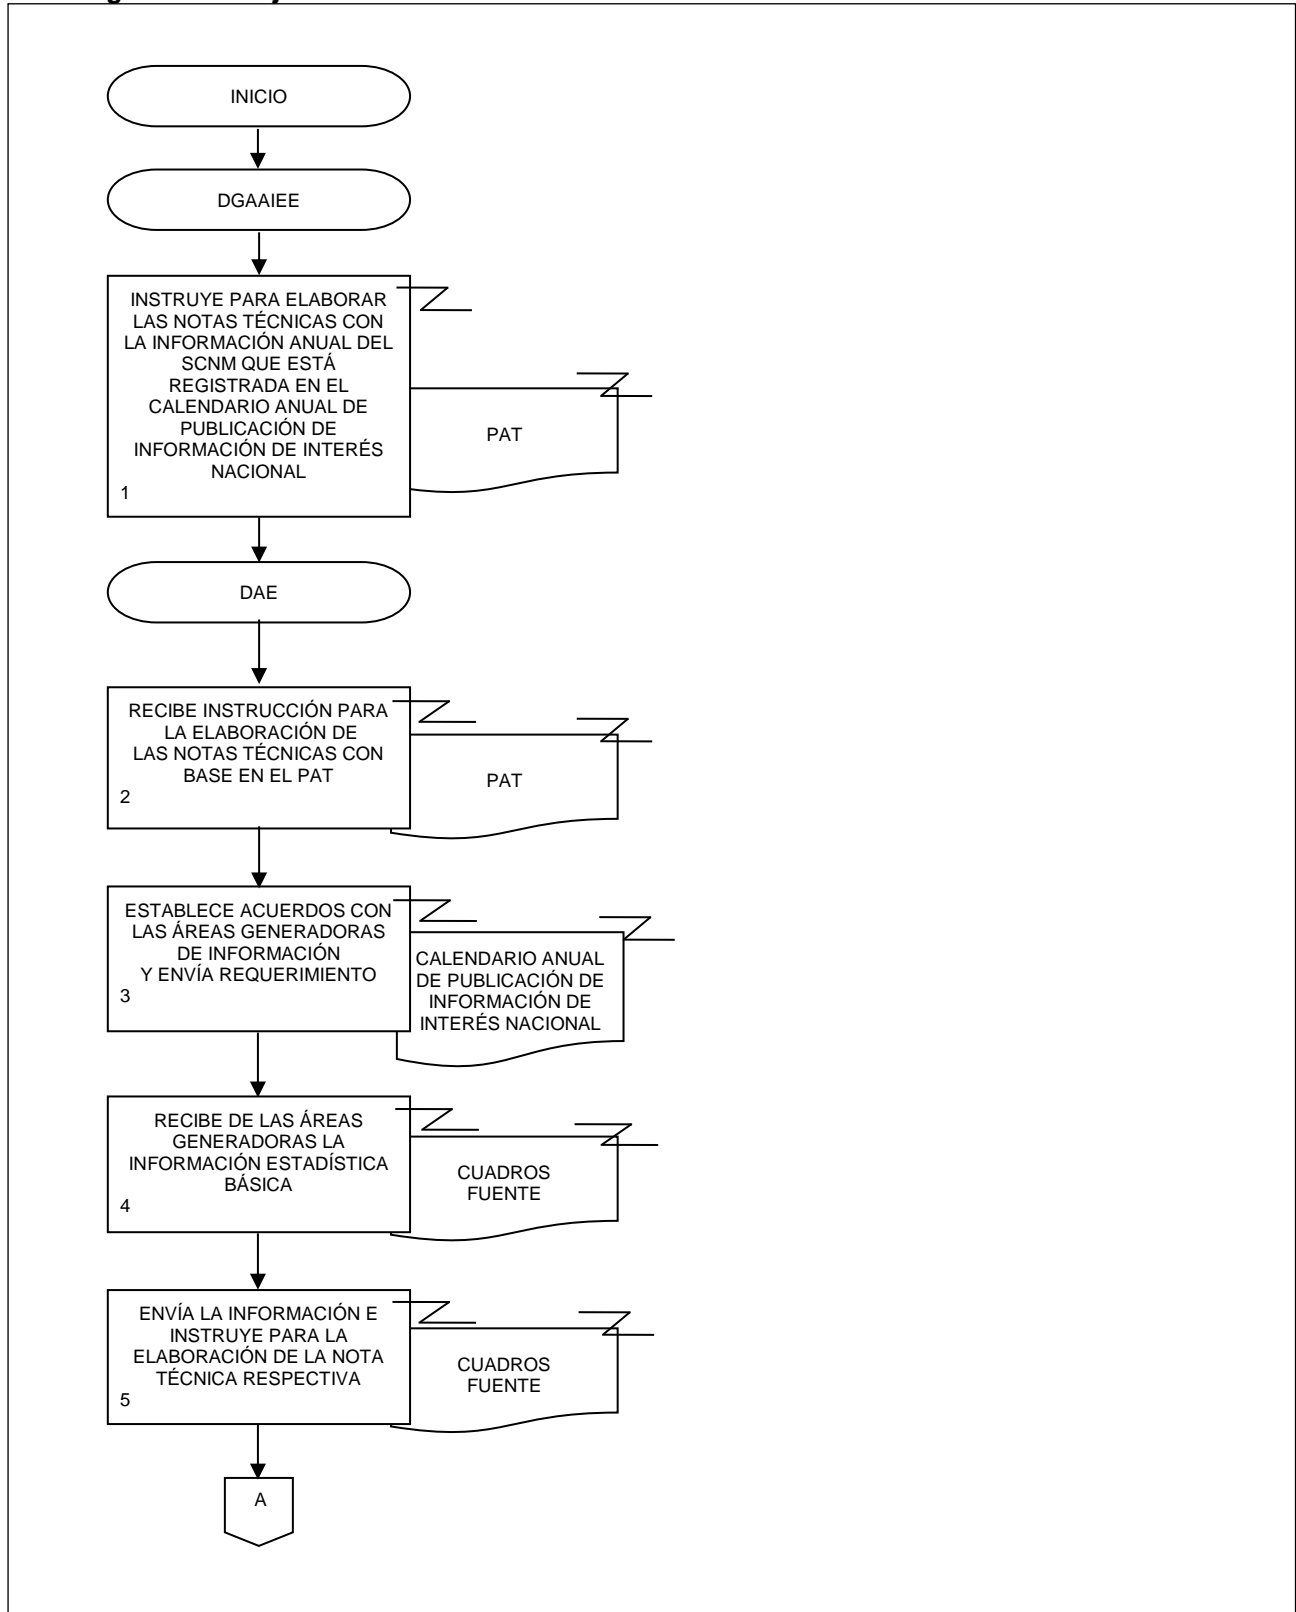 INICIO
DGAAIEE
INSTRUYE PARA ELABORAR
LAS NOTAS TÉCNICAS CON
LA INFORMACIÓN ANUAL DEL
SCNM QUE ESTÁ
REGISTRADA EN EL
CALENDARIO ANUAL DE
PUBLICACIÓN DE
INFORMACIÓN DE INTERÉS
NACIONAL
1
PAT
DAE
RECIBE INSTRUCCIÓN PARA
LA ELABORACIÓN DE
LAS NOTAS TÉCNICAS CON
BASE EN EL PAT
2
PAT
ESTABLECE ACUERDOS CON
LAS ÁREAS GENERADORAS
DE INFORMACIÓN
Y ENVÍA REQUERIMIENTO
3
CALENDARIO ANUAL
DE PUBLICACIÓN DE
INFORMACIÓN DE
INTERÉS NACIONAL
RECIBE DE LAS ÁREAS
GENERADORAS LA
INFORMACIÓN ESTADÍSTICA
BÁSICA
4
CUADROS
FUENTE
ENVÍA LA INFORMACIÓN E
INSTRUYE PARA LA
ELABORACIÓN DE LA NOTA
TÉCNICA RESPECTIVA
5
CUADROS
FUENTE
A